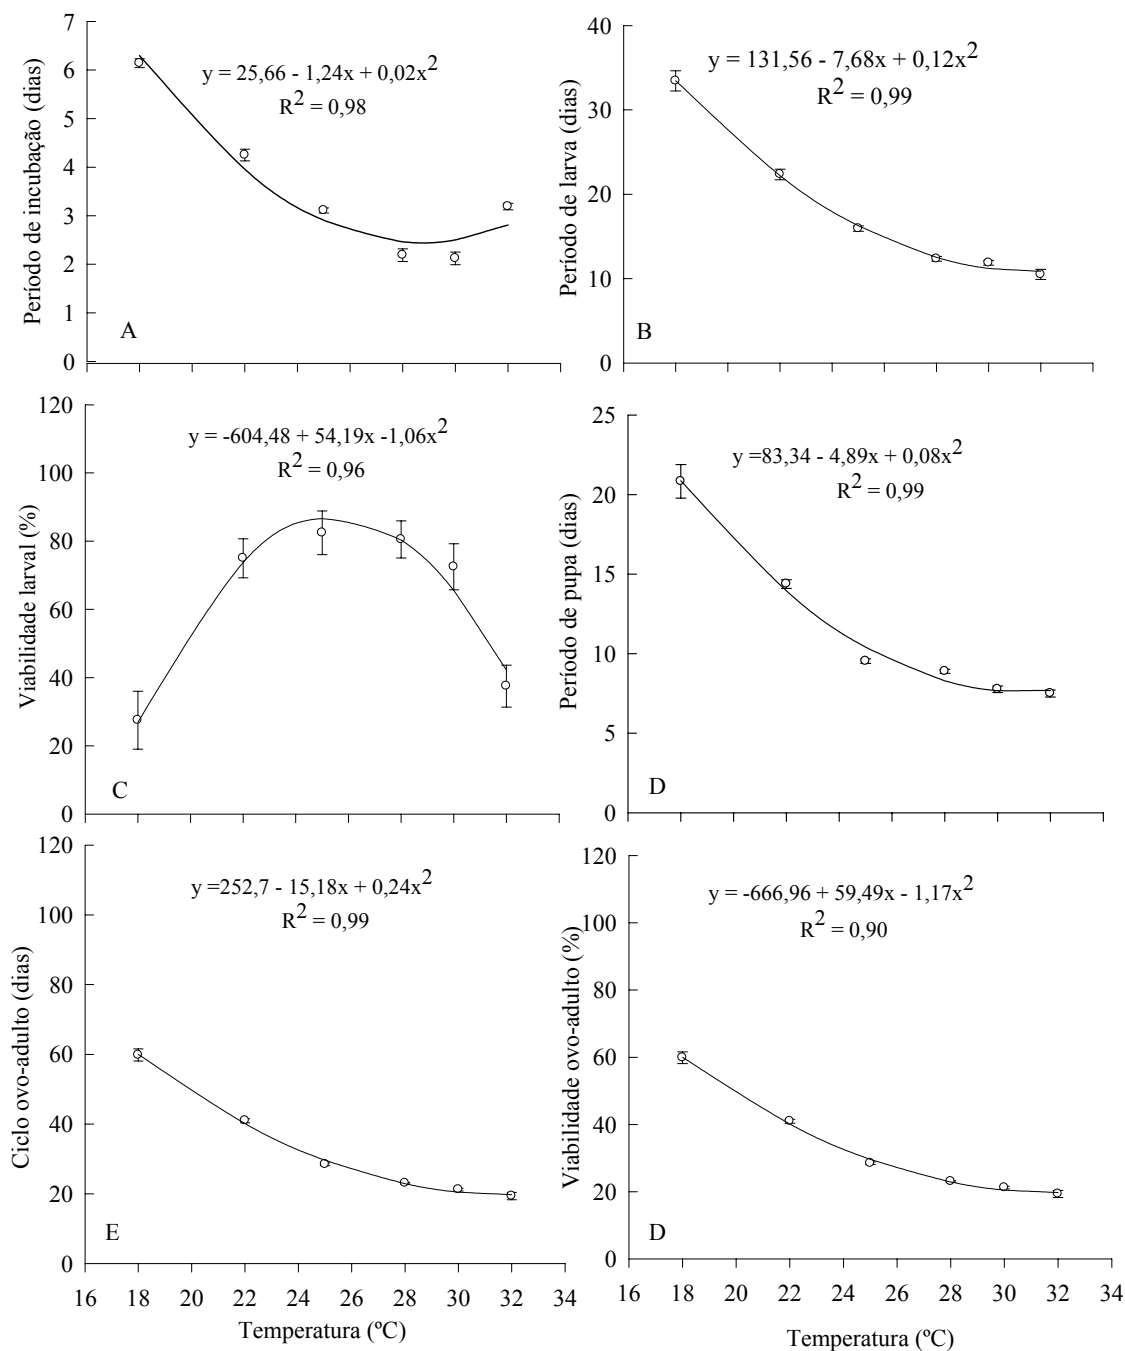 7
6
5
4
3
2
1
0
Período de incubação (dias)
y = 25,66 - 1,24x + 0,02x²
R² = 0,98
A
40
30
20
10
0
Período de larva (dias)
y = 131,56 - 7,68x + 0,12x²
R² = 0,99
B
120
100
80
60
40
20
0
Viabilidade larval (%)
y = -604,48 + 54,19x -1,06x²
R² = 0,96
C
25
20
15
10
5
0
Período de pupa (dias)
y =83,34 - 4,89x + 0,08x²
R² = 0,99
D
120
100
80
60
40
20
0
Ciclo ovo-adulto (dias)
y =252,7 - 15,18x + 0,24x²
R² = 0,99
E
16 18 20 22 24 26 28 30 32 34
Temperatura (ºC)
120
100
80
60
40
20
0
Viabilidade ovo-adulto (%)
y = -666,96 + 59,49x - 1,17x²
R² = 0,90
D
16 18 20 22 24 26 28 30 32 34
Temperatura (ºC)